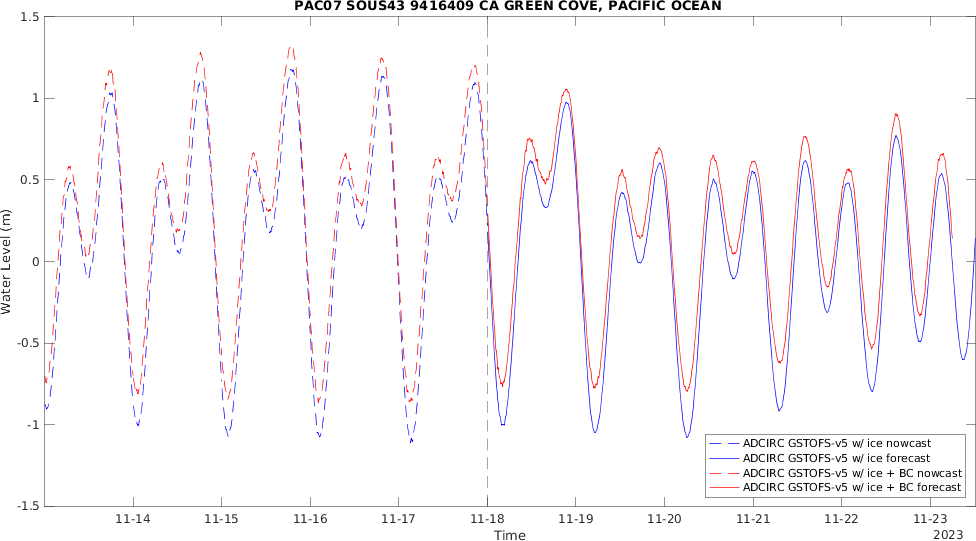 PAC07 SOUS43 9416409 CA GREEN COVE, PACIFIC OCEAN
1.5
1
0.5
0
-0.5
-1
-1.5
Water Level (m)
11-14 11-15 11-16 11-17 11-18 11-19 11-20 11-21 11-22 11-23
Time
2023
ADCIRC GSTOFS-v5 w/ ice nowcast
ADCIRC GSTOFS-v5 w/ ice forecast
ADCIRC GSTOFS-v5 w/ ice + BC nowcast
ADCIRC GSTOFS-v5 w/ ice + BC forecast